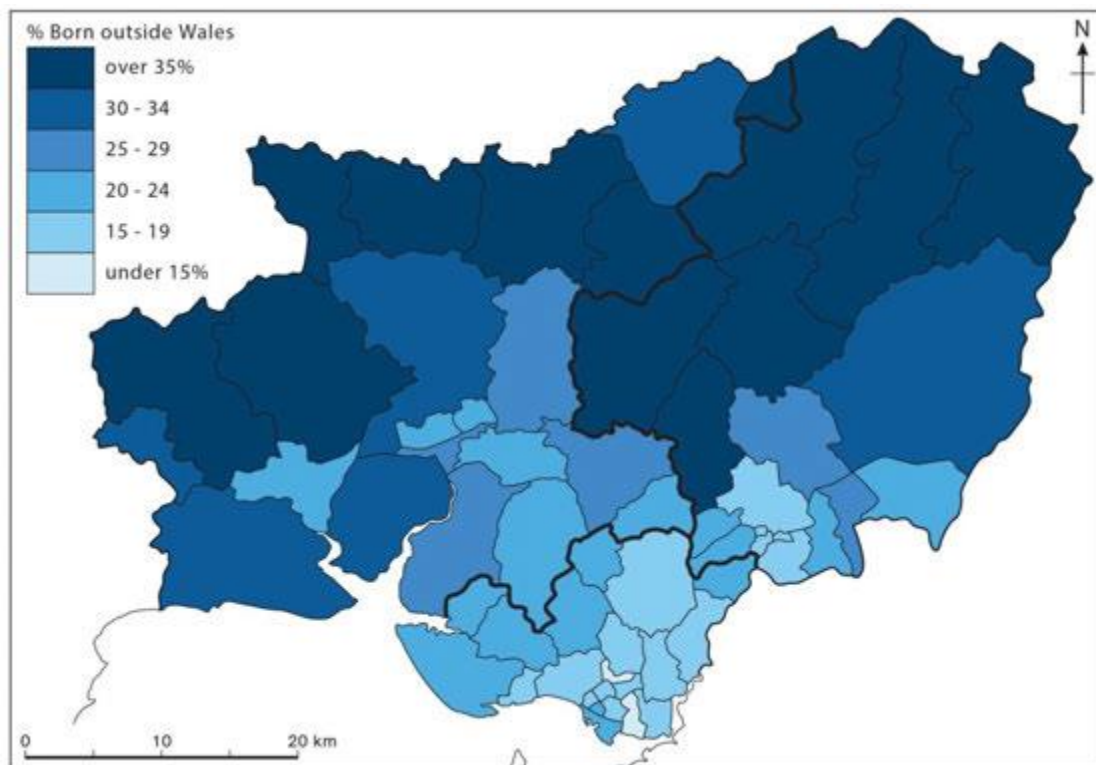 % Born outside Wales
over 35%
30 - 34
25 - 29
20 - 24
15 - 19
under 15%
N
0 10 20 km